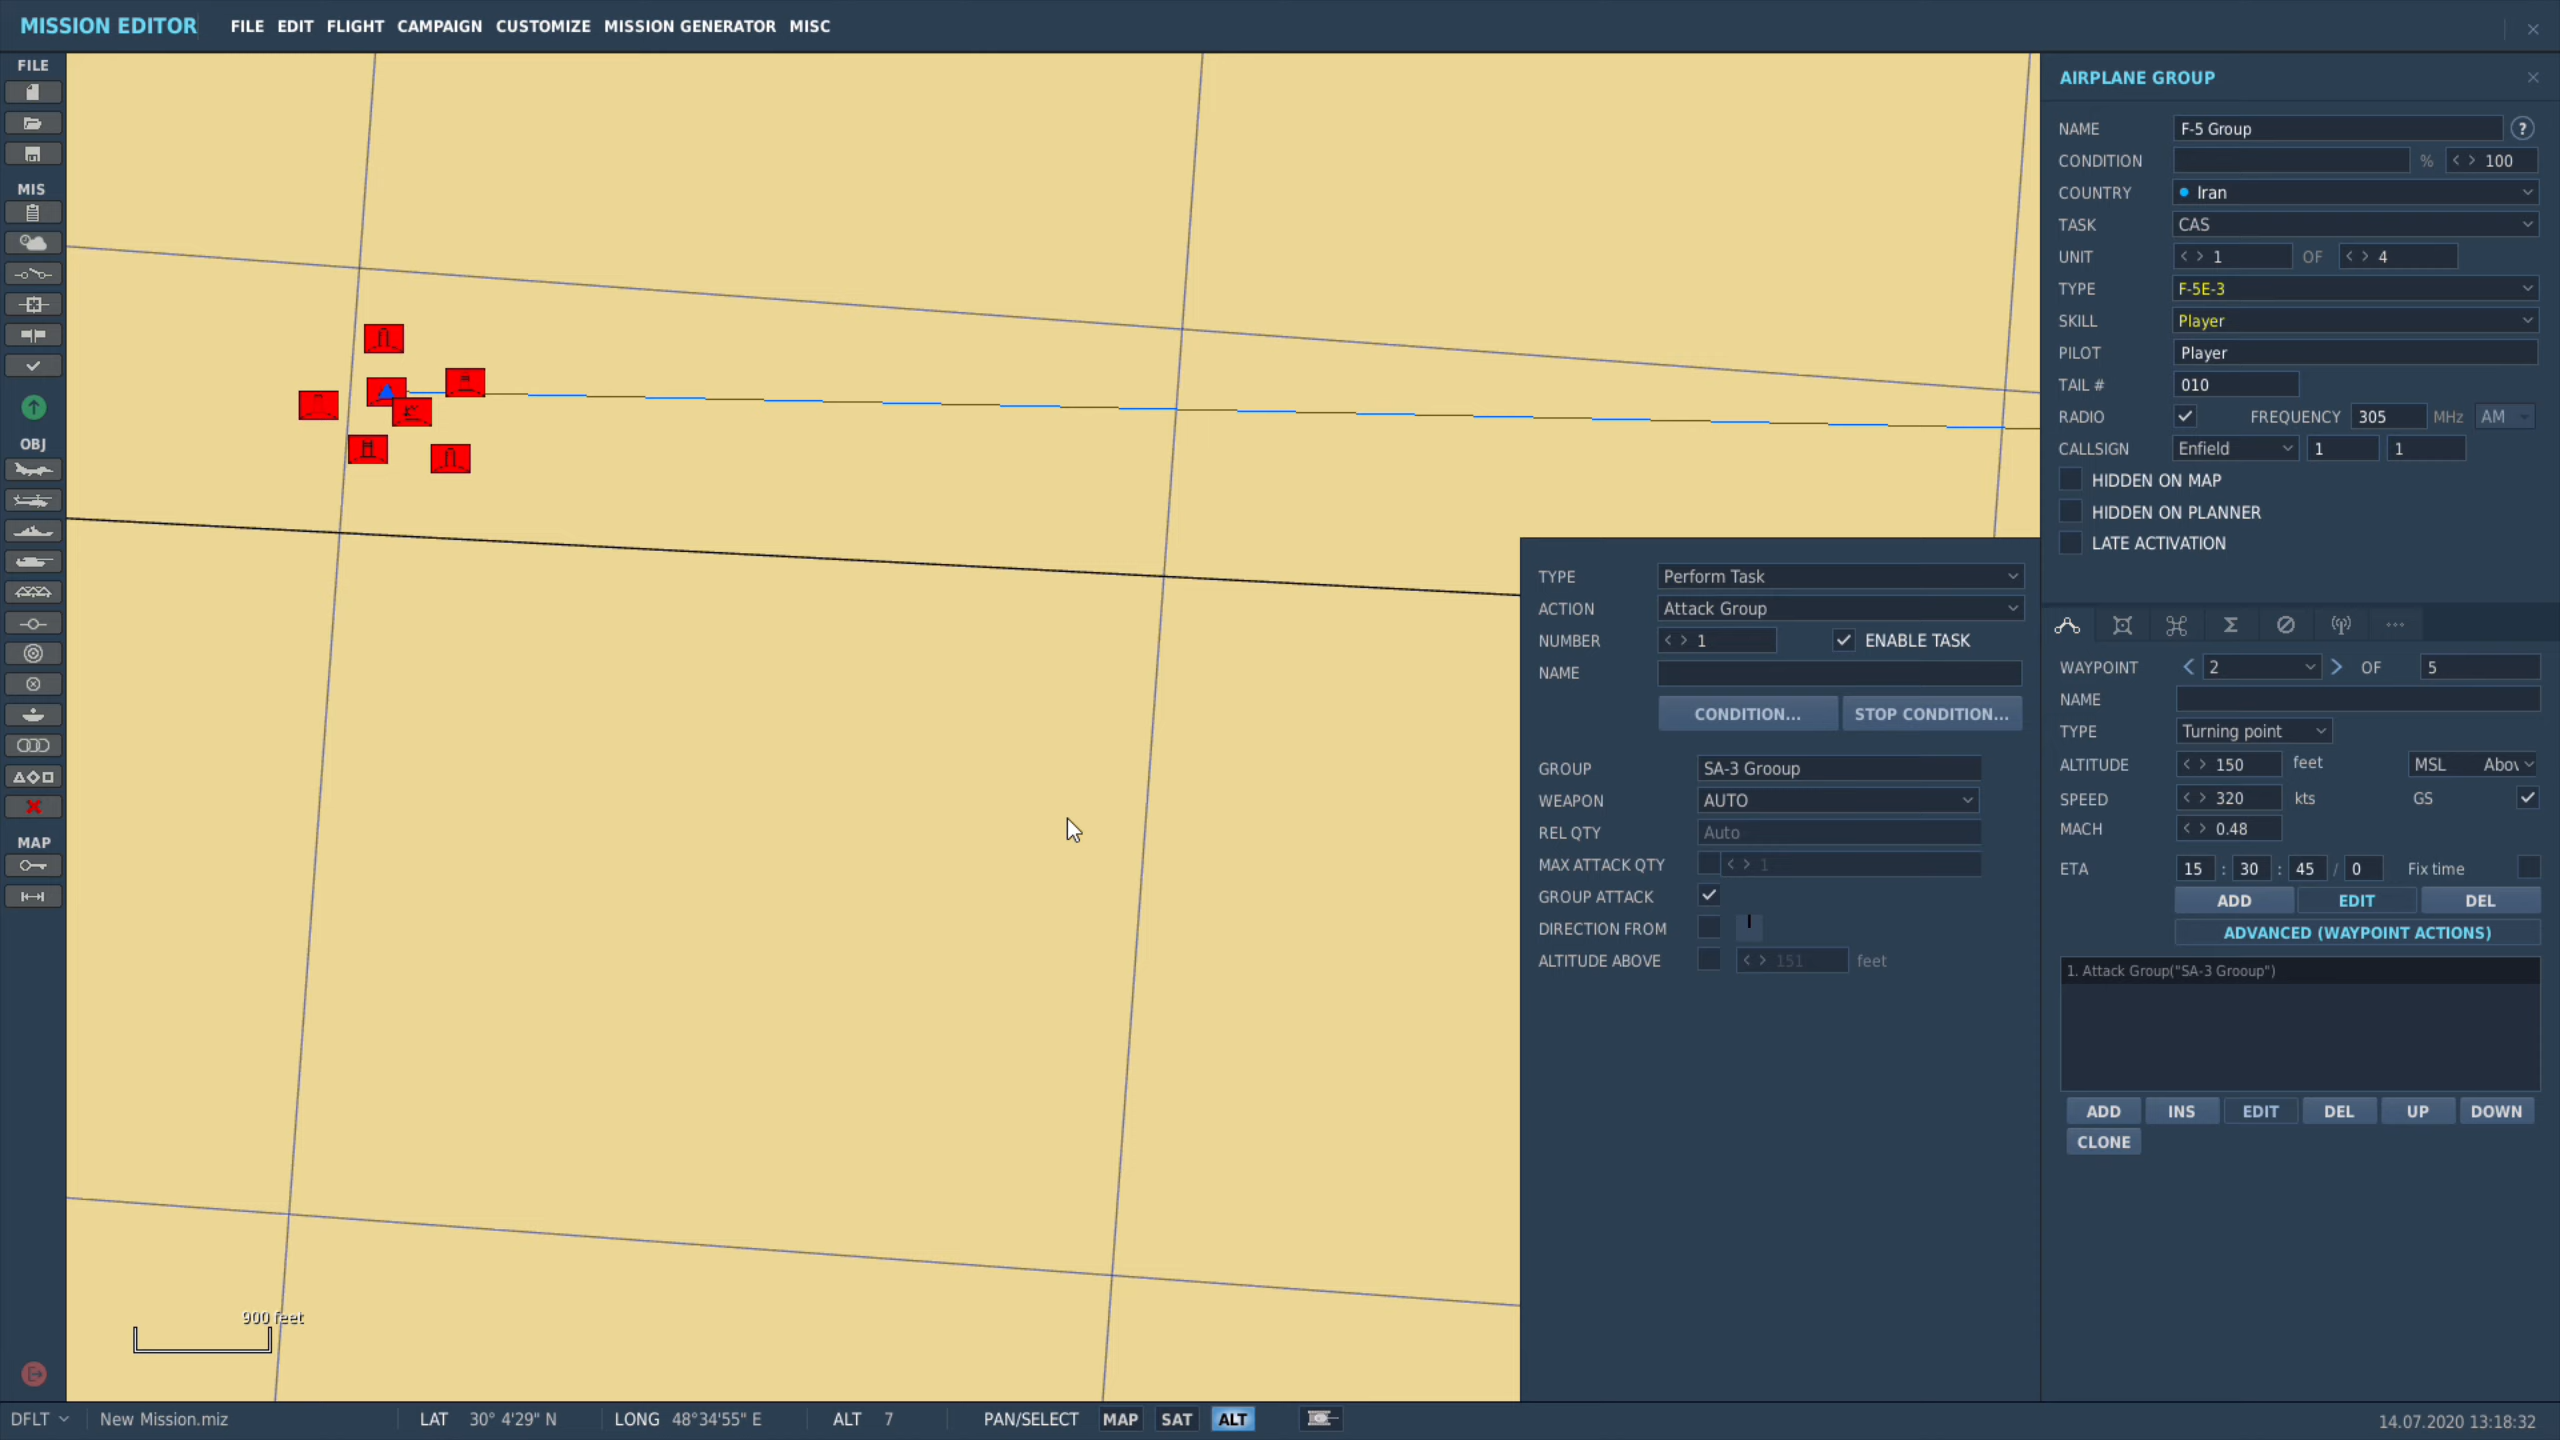 MISSION EDITOR FILE EDIT FLIGHT CAMPAIGN CUSTOMIZE MISSION GENERATOR MISC
FILE
MIS
OBJ
MAP
900 feet
TYPE Perform Task
ACTION Attack Group
NUMBER < > 1 ENABLE TASK
NAME
CONDITION... STOP CONDITION...
GROUP SA-3 Grooup
WEAPON AUTO
REL QTY Auto
MAX ATTACK QTY < > 1
GROUP ATTACK
DIRECTION FROM
ALTITUDE ABOVE < > 151 feet
AIRPLANE GROUP
NAME F-5 Group ?
CONDITION % < > 100
COUNTRY Iran
TASK CAS
UNIT < > 1 OF < > 4
TYPE F-5E-3
SKILL Player
PILOT Player
TAIL # 010
RADIO FREQUENCY 305 MHz AM
CALLSIGN Enfield 1 1
HIDDEN ON MAP
HIDDEN ON PLANNER
LATE ACTIVATION
WAYPOINT < 2 > OF 5
NAME
TYPE Turning point
ALTITUDE < > 150 feet MSL Abov
SPEED < > 320 kts GS
MACH < > 0.48
ETA 15 : 30 : 45 / 0 Fix time
ADD EDIT DEL
ADVANCED (WAYPOINT ACTIONS)
1. Attack Group("SA-3 Grooup")
ADD INS EDIT DEL UP DOWN
CLONE
DFLT New Mission.miz LAT 30° 4'29" N LONG 48°34'55" E ALT 7 PAN/SELECT MAP SAT ALT 14.07.2020 13:18:32